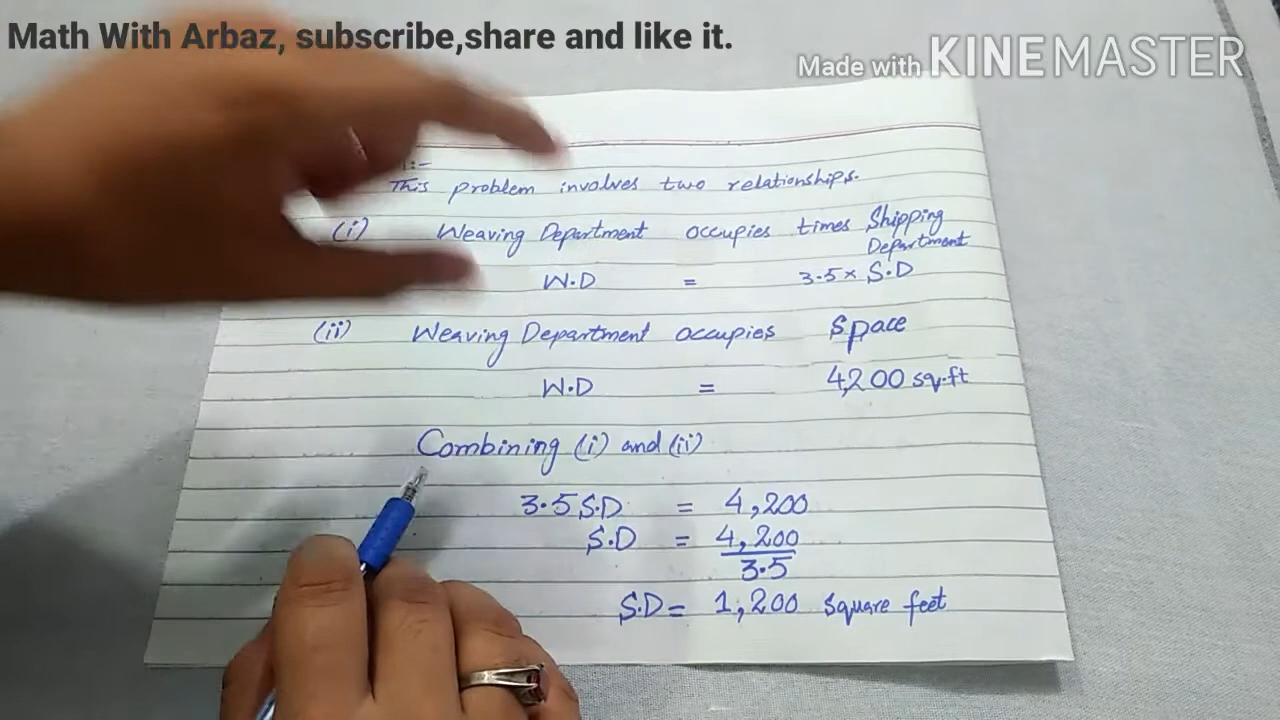 Math With Arbaz, subscribe,share and like it.
Made with KINEMASTER
:-
This problem involves two relationships.
(i) Weaving Department occupies times Shipping
Department
W.D = 3.5 x S.D
(ii) Weaving Department occupies Space
W.D = 4,200 sq.ft
Combining (i) and (ii)
3.5 S.D = 4,200
S.D = 4,200
3.5
S.D = 1,200 square feet